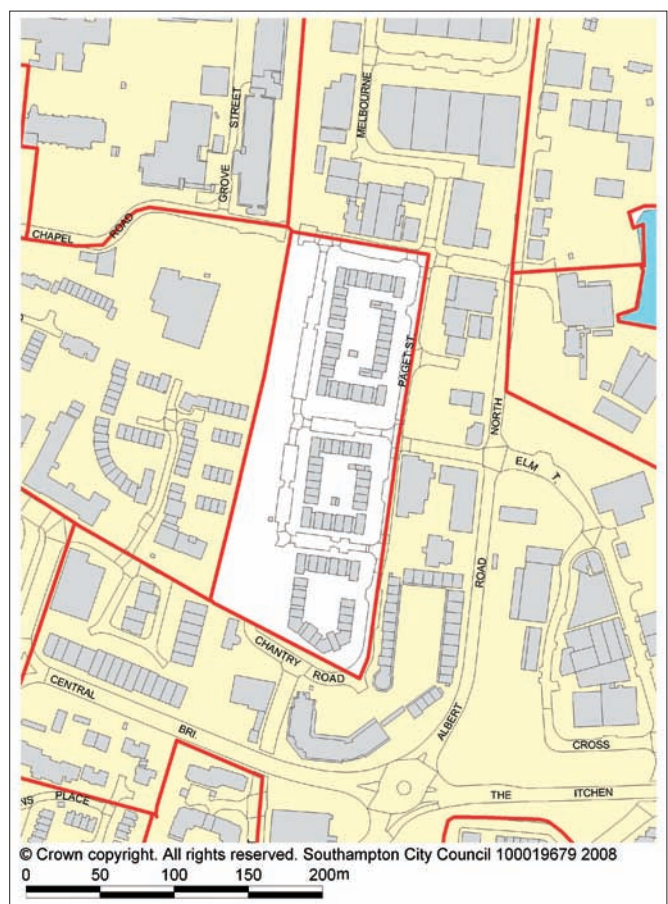 MELBOURNE
STREET
GROVE
ROAD
CHAPEL
PAGET ST
NORTH
ELM T.
ROAD
CHANTRY
ROAD
CENTRAL
BRI.
ALBERT
CROSS
PLACE
THE ITCHEN
© Crown copyright. All rights reserved. Southampton City Council 100019679 2008
0 50 100 150 200m